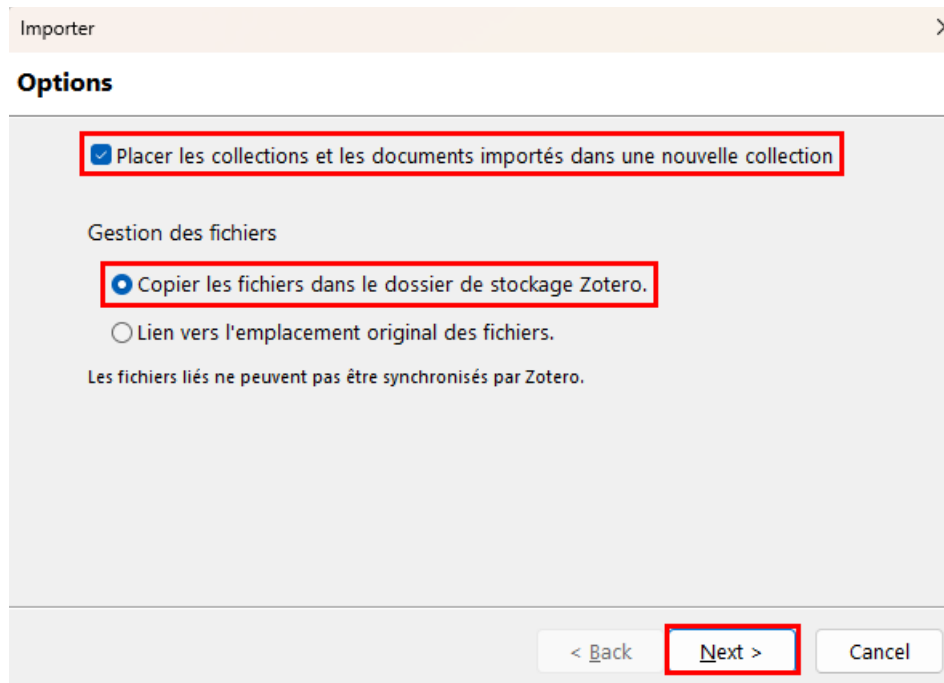 Importer
Options
Placer les collections et les documents importés dans une nouvelle collection
Gestion des fichiers
Copier les fichiers dans le dossier de stockage Zotero.
Lien vers l'emplacement original des fichiers.
Les fichiers liés ne peuvent pas être synchronisés par Zotero.
< Back Next > Cancel